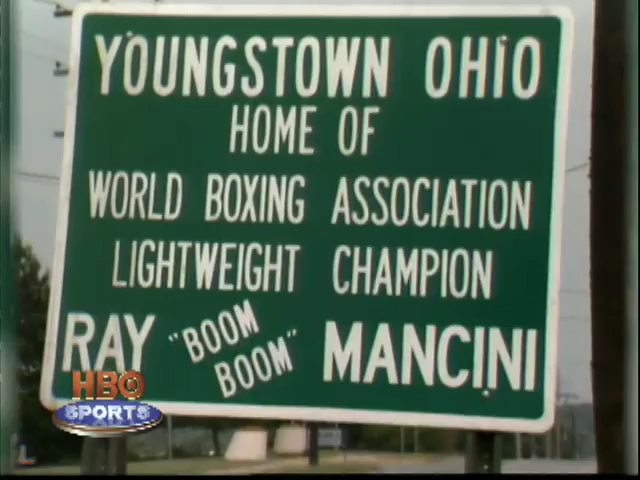 YOUNGSTOWN OHIO
HOME OF
WORLD BOXING ASSOCIATION
LIGHTWEIGHT CHAMPION
RAY "BOOM BOOM" MANCINI
HBO
SPORTS